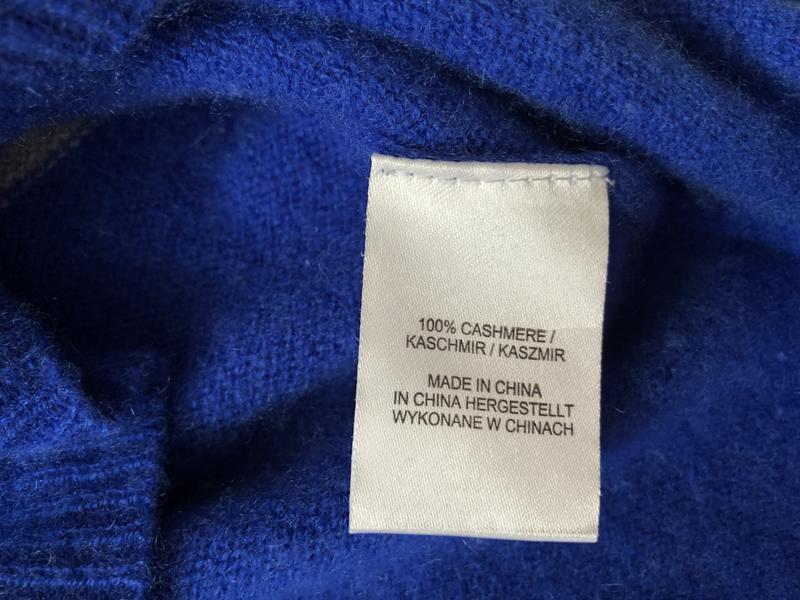 100% CASHMERE /
KASCHMIR / KASZMIR
MADE IN CHINA
IN CHINA HERGESTELLT
WYKONANE W CHINACH